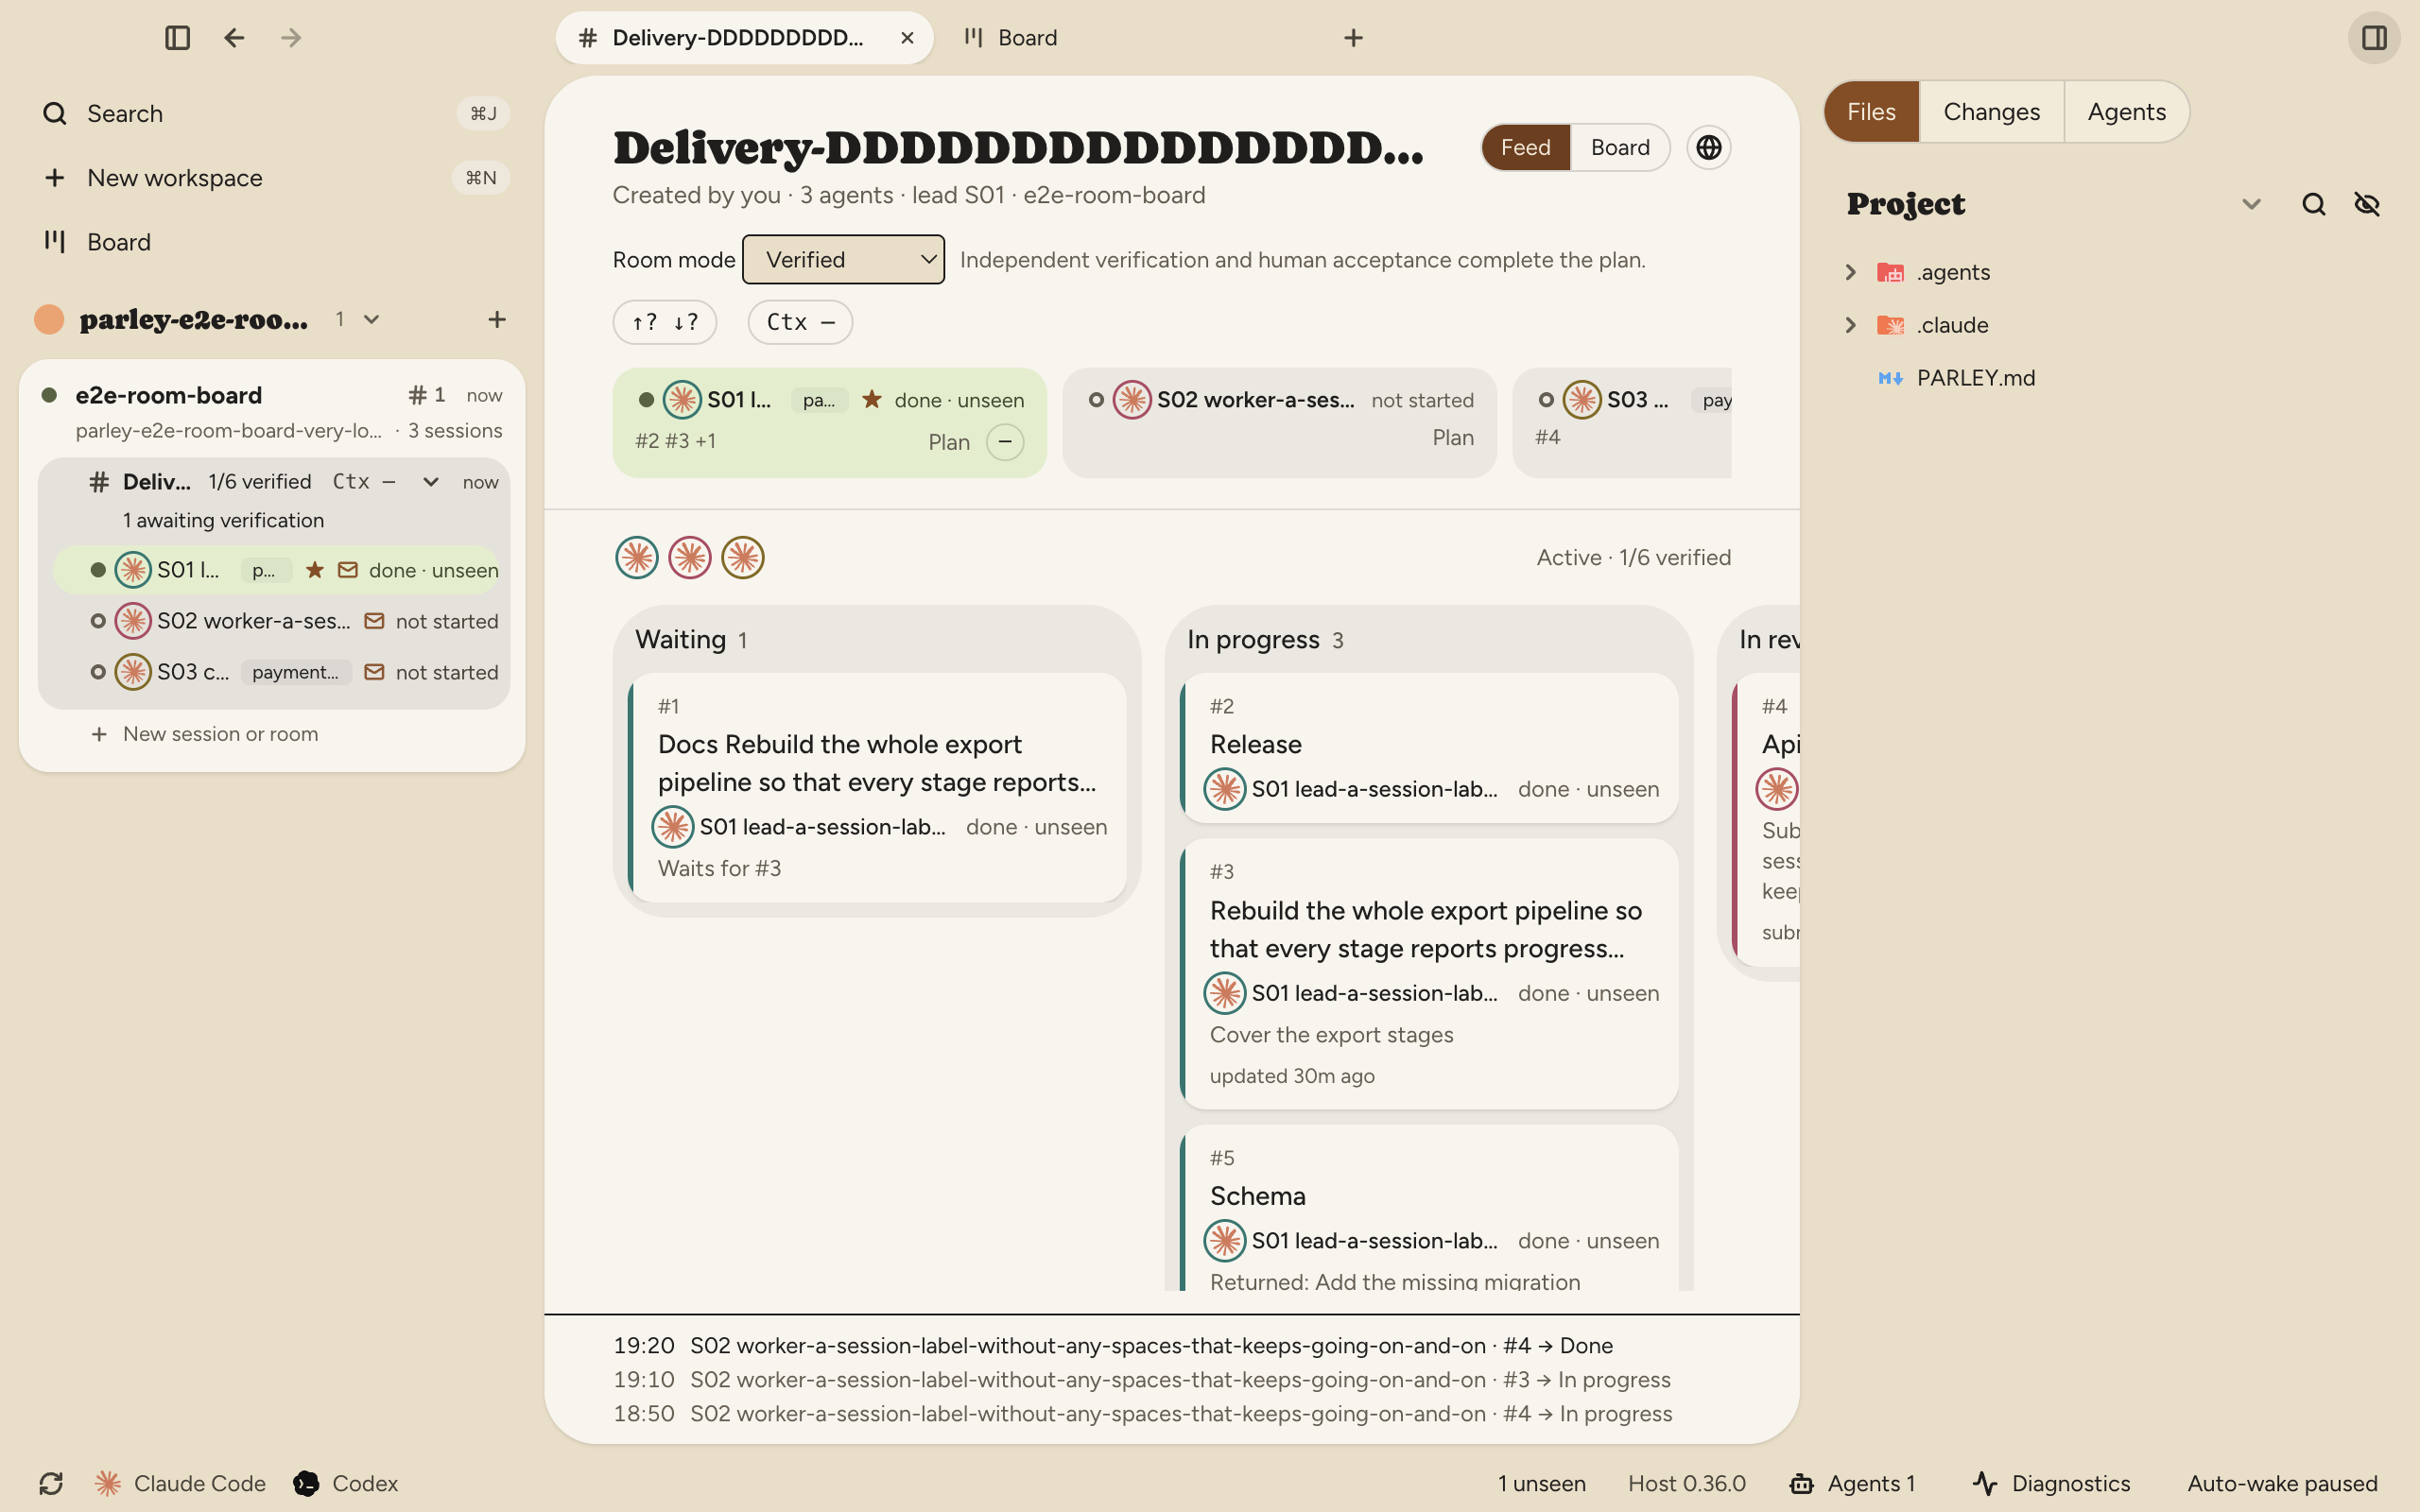 Delivery-DDDDDDDDD...
Board
Search ⌘J
New workspace ⌘N
Board
parley-e2e-roo... 1
e2e-room-board # 1 now
parley-e2e-room-board-very-lo... · 3 sessions
# Deliv... 1/6 verified Ctx – now
1 awaiting verification
S01 l... p... done · unseen
S02 worker-a-ses... not started
S03 c... payment... not started
+ New session or room
Delivery-DDDDDDDDDDDDDDDDD...
Feed Board
Created by you · 3 agents · lead S01 · e2e-room-board
Room mode Verified Independent verification and human acceptance complete the plan.
↑? ↓? Ctx –
S01 l... pa... done · unseen
#2 #3 +1 Plan
S02 worker-a-ses... not started
Plan
S03 ... pay
#4
Active · 1/6 verified
Waiting 1
#1
Docs Rebuild the whole export
pipeline so that every stage reports...
S01 lead-a-session-lab... done · unseen
Waits for #3
In progress 3
#2
Release
S01 lead-a-session-lab... done · unseen
#3
Rebuild the whole export pipeline so
that every stage reports progress...
S01 lead-a-session-lab... done · unseen
Cover the export stages
updated 30m ago
#5
Schema
S01 lead-a-session-lab... done · unseen
Returned: Add the missing migration
In rev
#4
Api
Sub
sess
keep
subm
19:20 S02 worker-a-session-label-without-any-spaces-that-keeps-going-on-and-on · #4 → Done
19:10 S02 worker-a-session-label-without-any-spaces-that-keeps-going-on-and-on · #3 → In progress
18:50 S02 worker-a-session-label-without-any-spaces-that-keeps-going-on-and-on · #4 → In progress
Files Changes Agents
Project
.agents
.claude
PARLEY.md
Claude Code Codex
1 unseen Host 0.36.0 Agents 1 Diagnostics Auto-wake paused